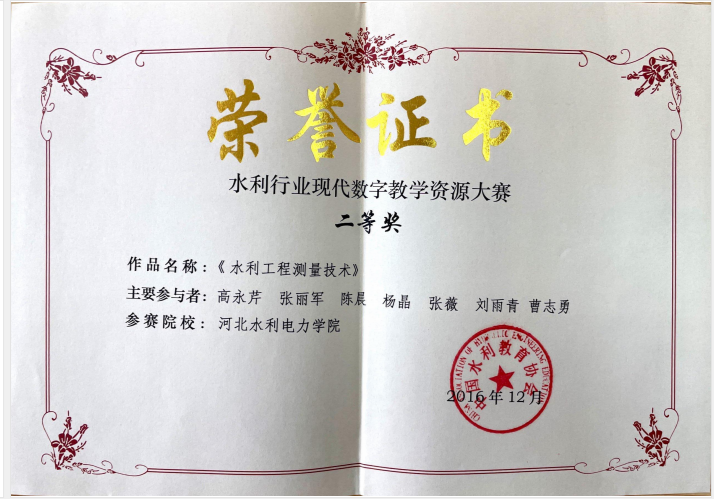 荣誉证书
水利行业现代数字教学资源大赛
二等奖
作品名称：《水利工程测量技术》
主要参与者：高永芹 张丽军 陈晨 杨晶 张薇 刘雨青 曹志勇
参赛院校：河北水利电力学院
中国水利教育协会
2016年12月